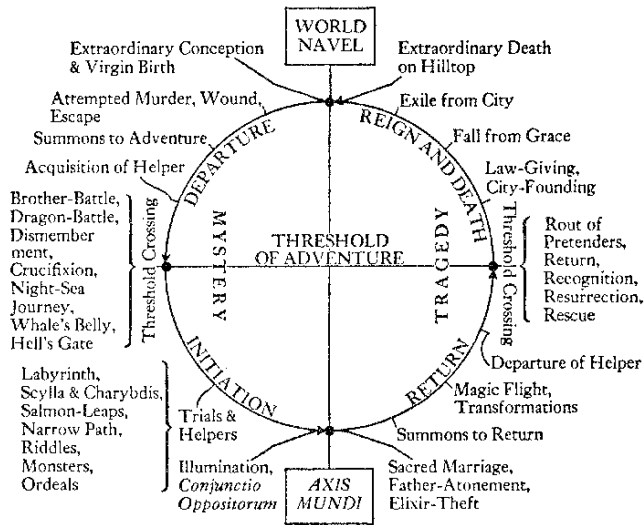 WORLD
NAVEL
Extraordinary Conception
& Virgin Birth
Extraordinary Death
on Hilltop
Attempted Murder, Wound,
Escape
Exile from City
Summons to Adventure
Fall from Grace
Acquisition of Helper
Law-Giving,
City-Founding
DEPARTURE
REIGN AND DEATH
Brother-Battle,
Dragon-Battle,
Dismember
ment,
Crucifixion,
Night-Sea
Journey,
Whale's Belly,
Hell's Gate
Threshold Crossing
MYSTERY
THRESHOLD
OF ADVENTURE
TRAGEDY
Threshold Crossing
Rout of
Pretenders,
Return,
Recognition,
Resurrection,
Rescue
INITIATION
RETURN
Departure of Helper
Labyrinth,
Scylla & Charybdis,
Salmon-Leaps,
Narrow Path,
Riddles,
Monsters,
Ordeals
Trials &
Helpers
Magic Flight,
Transformations
Summons to Return
Illumination,
Conjunctio
Oppositorum
AXIS
MUNDI
Sacred Marriage,
Father-Atonement,
Elixir-Theft